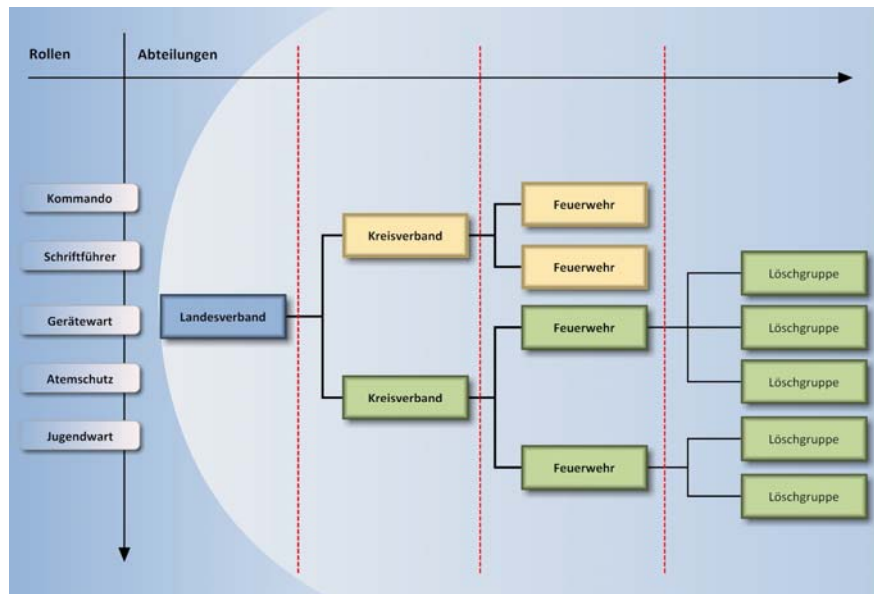 Rollen
Abteilungen
Kommando
Schriftführer
Gerätewart
Atemschutz
Jugendwart
Landesverband
Kreisverband
Kreisverband
Feuerwehr
Feuerwehr
Feuerwehr
Feuerwehr
Löschgruppe
Löschgruppe
Löschgruppe
Löschgruppe
Löschgruppe